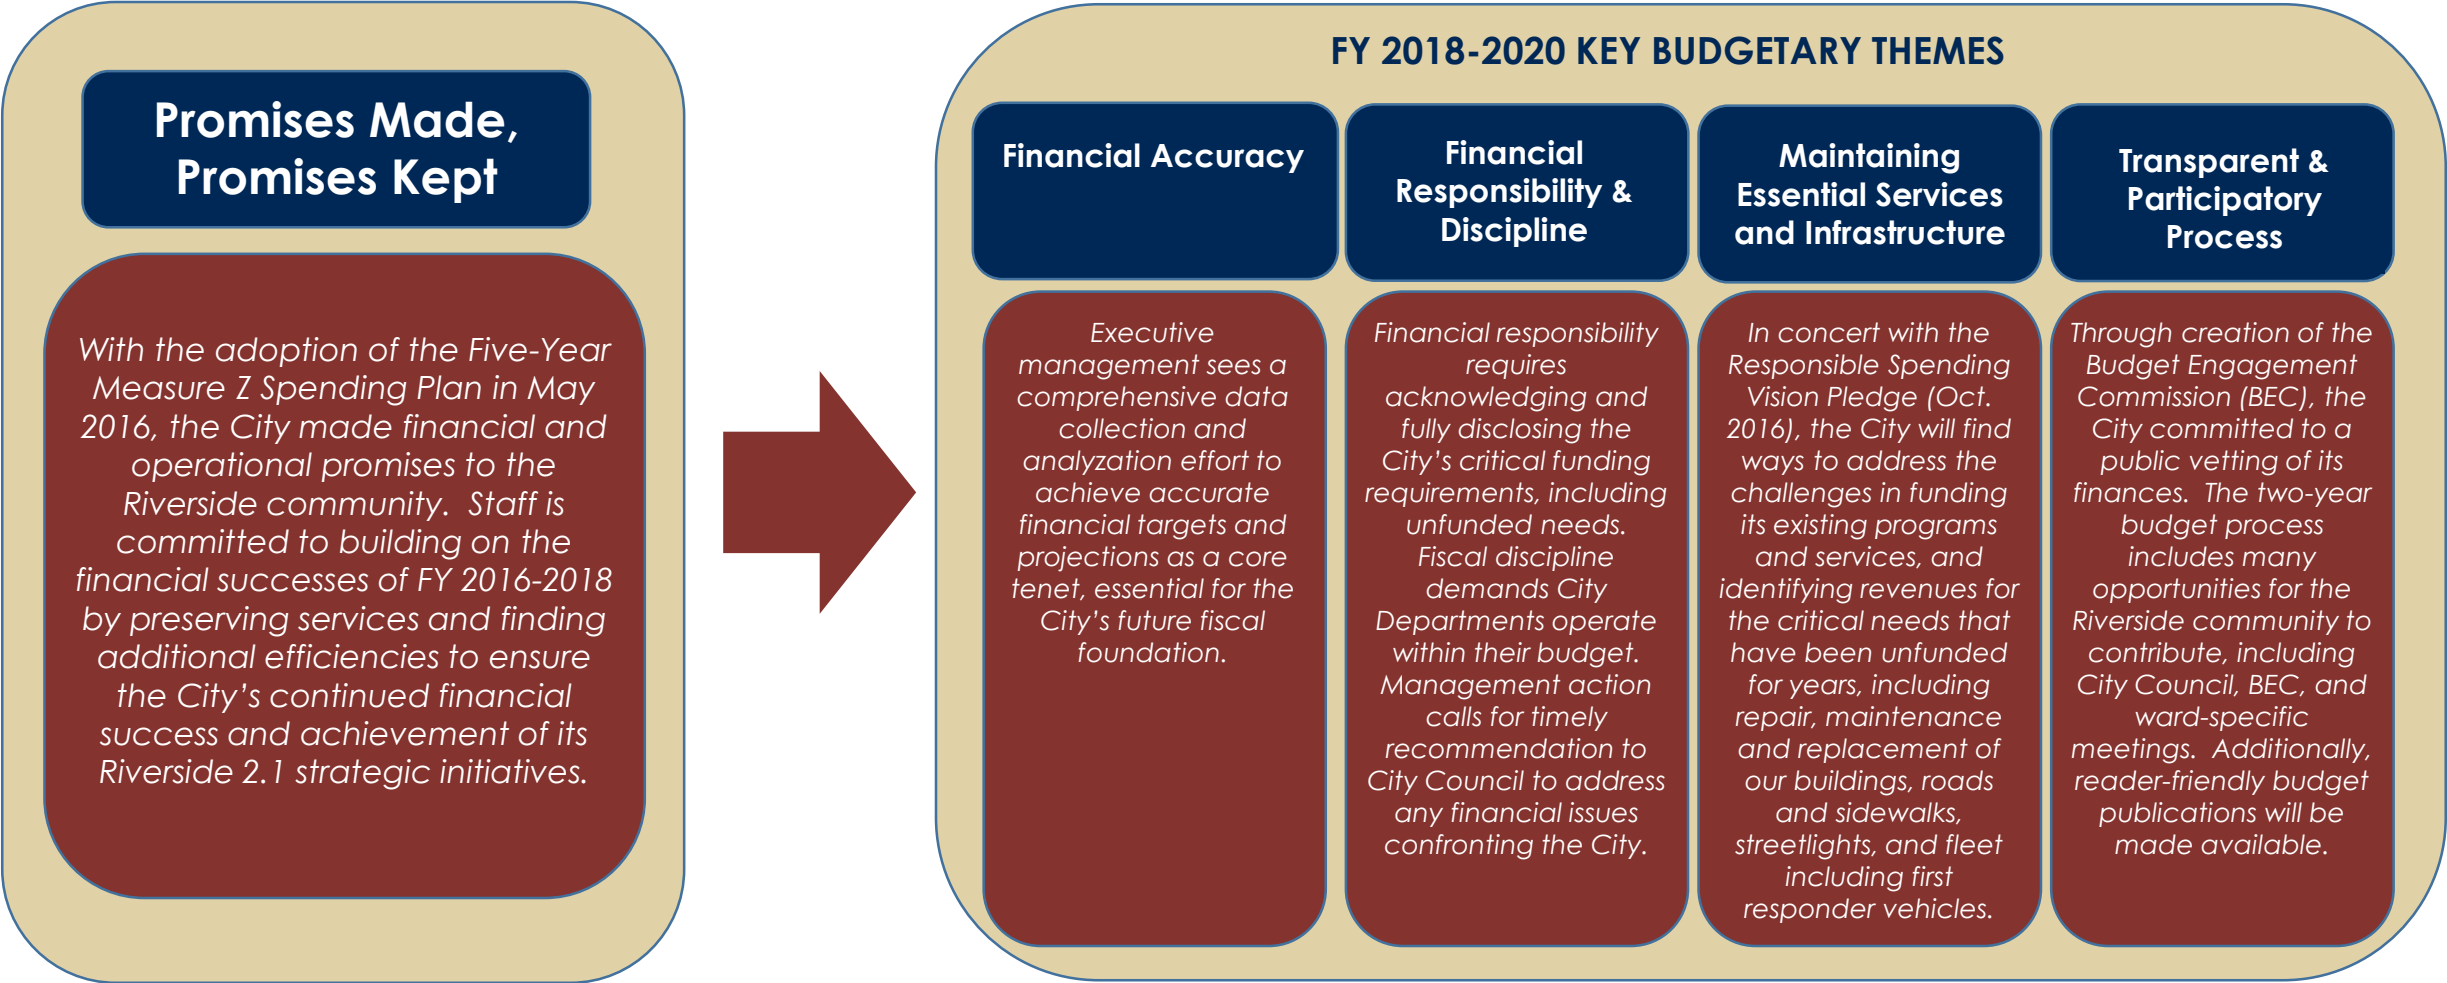 Promises Made,
Promises Kept
With the adoption of the Five-Year
Measure Z Spending Plan in May
2016, the City made financial and
operational promises to the
Riverside community.  Staff is
committed to building on the
financial successes of FY 2016-2018
by preserving services and finding
additional efficiencies to ensure
the City’s continued financial
success and achievement of its
Riverside 2.1 strategic initiatives.
FY 2018-2020 KEY BUDGETARY THEMES
Financial Accuracy
Executive
management sees a
comprehensive data
collection and
analyzation effort to
achieve accurate
financial targets and
projections as a core
tenet, essential for the
City’s future fiscal
foundation.
Financial
Responsibility &
Discipline
Financial responsibility
requires
acknowledging and
fully disclosing the
City’s critical funding
requirements, including
unfunded needs.
Fiscal discipline
demands City
Departments operate
within their budget.
Management action
calls for timely
recommendation to
City Council to address
any financial issues
confronting the City.
Maintaining
Essential Services
and Infrastructure
In concert with the
Responsible Spending
Vision Pledge (Oct.
2016), the City will find
ways to address the
challenges in funding
its existing programs
and services, and
identifying revenues for
the critical needs that
have been unfunded
for years, including
repair, maintenance
and replacement of
our buildings, roads
and sidewalks,
streetlights, and fleet
including first
responder vehicles.
Transparent &
Participatory
Process
Through creation of the
Budget Engagement
Commission (BEC), the
City committed to a
public vetting of its
finances.  The two-year
budget process
includes many
opportunities for the
Riverside community to
contribute, including
City Council, BEC, and
ward-specific
meetings.  Additionally,
reader-friendly budget
publications will be
made available.